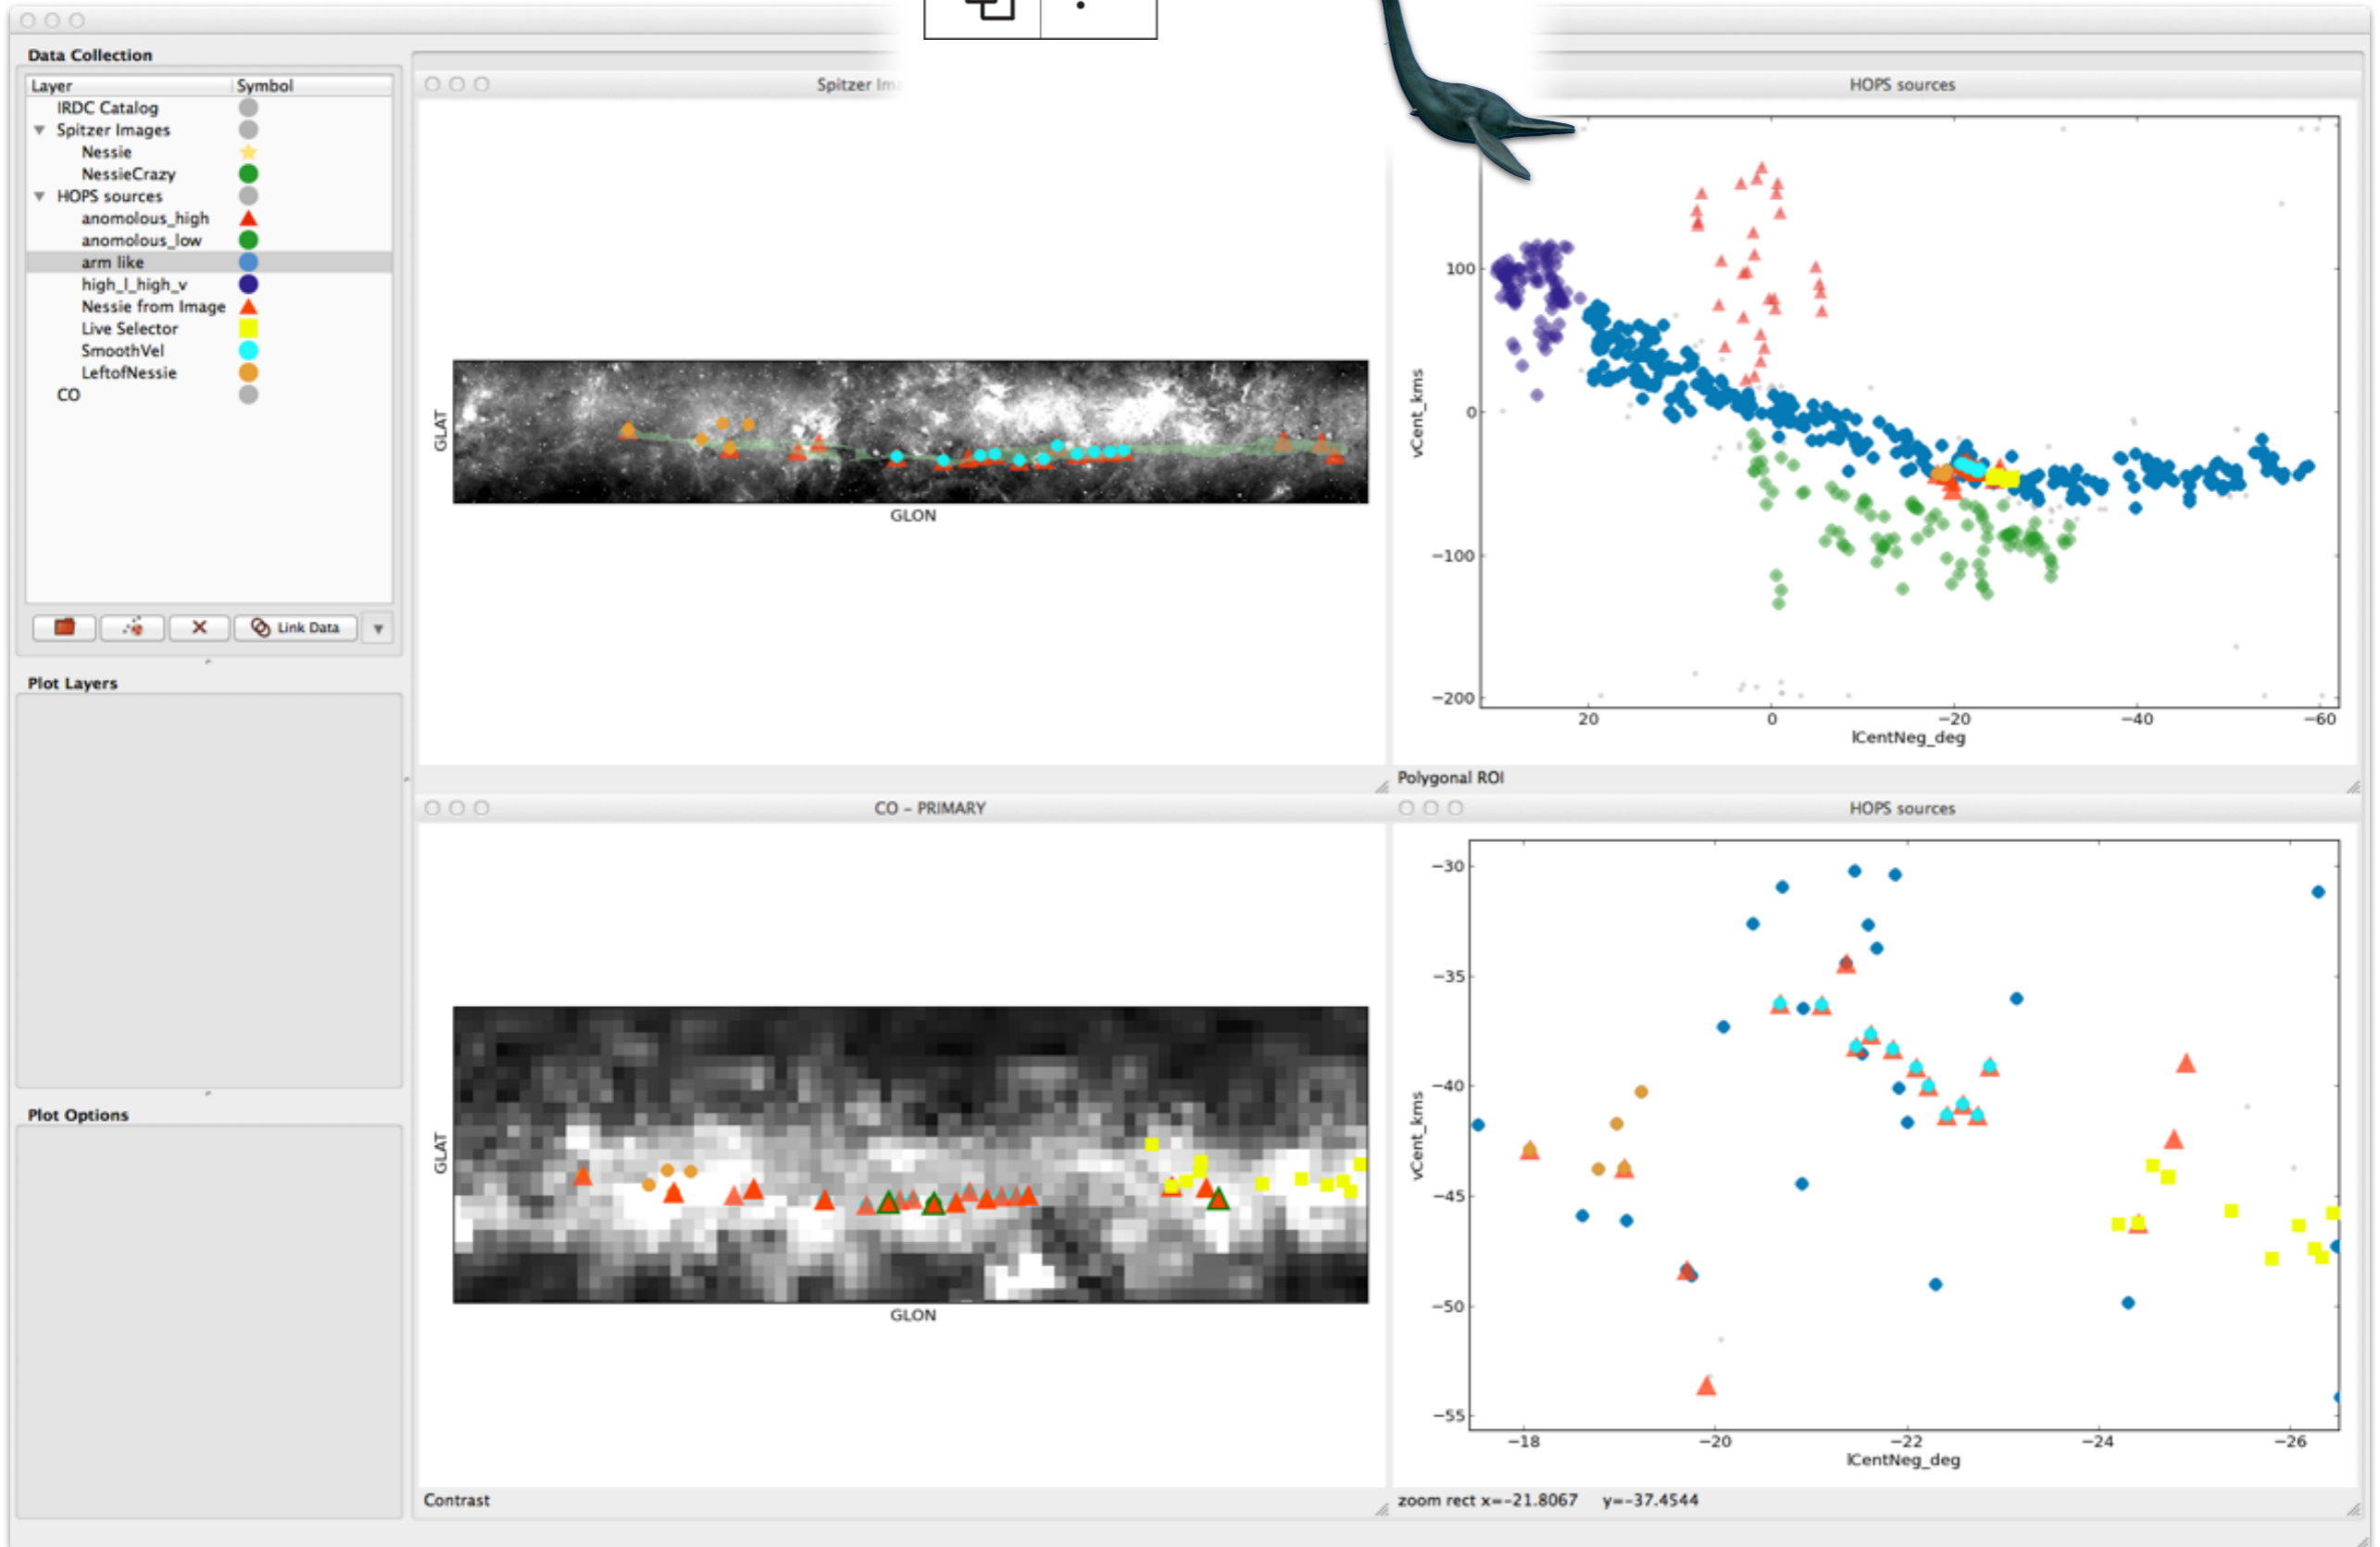 Data Collection
Layer Symbol
IRDC Catalog
Spitzer Images
Nessie
NessieCrazy
HOPS sources
anomolous_high
anomolous_low
arm like
high_l_high_v
Nessie from Image
Live Selector
SmoothVel
LeftofNessie
CO
Link Data
Plot Layers
Plot Options
Spitzer Im
GLAT
GLON
HOPS sources
vCent_kms
100
0
−100
−200
20 0 −20 −40 −60
lCentNeg_deg
Polygonal ROI
CO – PRIMARY
GLAT
GLON
Contrast
HOPS sources
vCent_kms
−30
−35
−40
−45
−50
−55
−18 −20 −22 −24 −26
lCentNeg_deg
zoom rect x=−21.8067 y=−37.4544